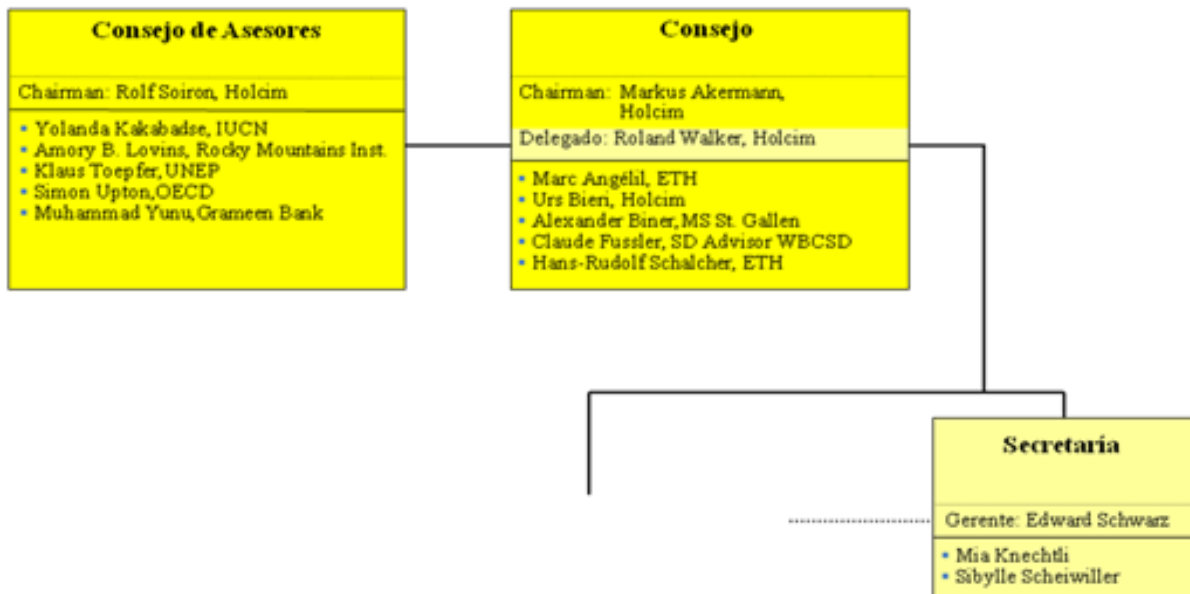 Consejo de Asesores
Chairman: Rolf Soiron, Holcim
• Yolanda Kakabadse, IUCN
• Amory B. Lovins, Rocky Mountains Inst.
• Klaus Toepfer,UNEP
• Simon Upton,OECD
• Muhammad Yunu,Grameen Bank
Consejo
Chairman: Markus Akermann,
Holcim
Delegado: Roland Walker, Holcim
• Marc Angélil, ETH
• Urs Bieri, Holcim
• Alexander Biner,MS St. Gallen
• Claude Fussler, SD Advisor WBCSD
• Hans-Rudolf Schalcher, ETH
Secretaría
Gerente: Edward Schwarz
• Mia Knechtli
• Sibylle Scheiwiller